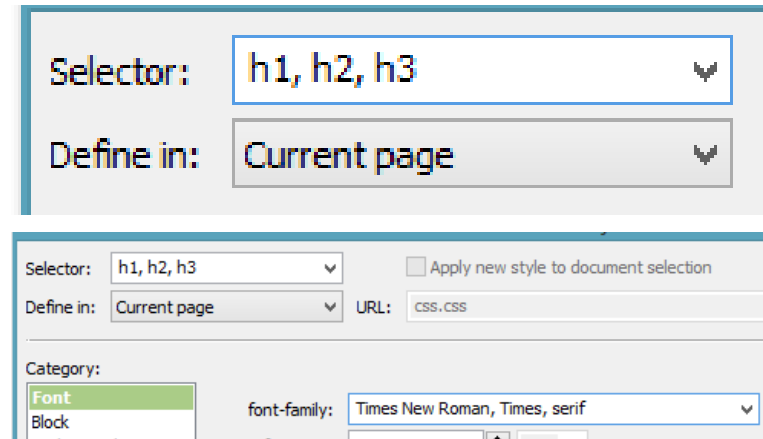 Selector: h1, h2, h3
Define in: Current page
Selector: h1, h2, h3 Apply new style to document selection
Define in: Current page URL: css.css
Category:
Font
font-family: Times New Roman, Times, serif
Block